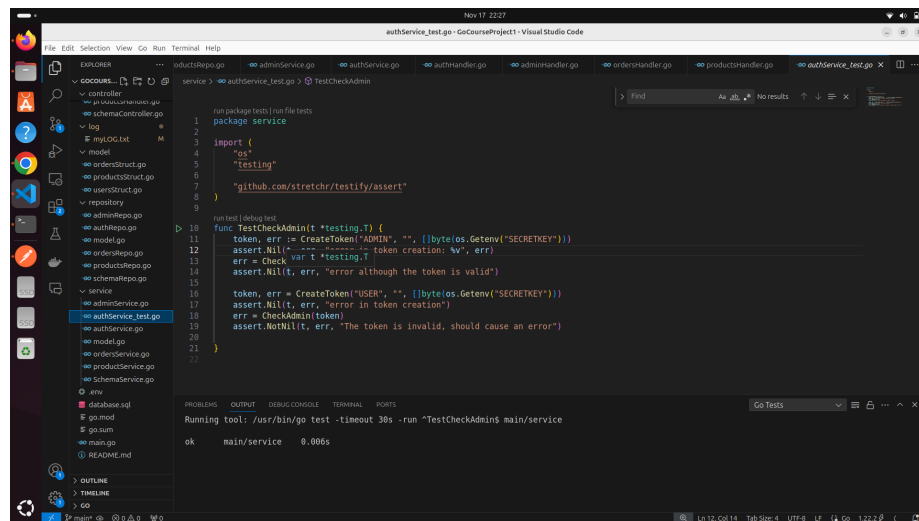 Nov 17 22:27
authService_test.go - GoCourseProject1 - Visual Studio Code
File Edit Selection View Go Run Terminal Help
EXPLORER
GOCOURS...
controller
productsHandler.go
schemaController.go
log
myLOG.txt M
model
ordersStruct.go
productsStruct.go
usersStruct.go
repository
adminRepo.go
authRepo.go
model.go
ordersRepo.go
productsRepo.go
schemaRepo.go
service
adminService.go
authService_test.go
authService.go
model.go
ordersService.go
productService.go
SchemaService.go
.env
database.sql
go.mod
go.sum
main.go
README.md
OUTLINE
TIMELINE
GO
oductsRepo.go adminService.go authService.go authHandler.go adminHandler.go ordersHandler.go productsHandler.go authService_test.go
service > authService_test.go > TestCheckAdmin
Find Aa ab No results
run package tests | run file tests
1 package service
2
3 import (
4 "os"
5 "testing"
6
7 "github.com/stretchr/testify/assert"
8 )
9
run test | debug test
10 func TestCheckAdmin(t *testing.T) {
11 token, err := CreateToken("ADMIN", "", []byte(os.Getenv("SECRETKEY")))
12 assert.Nil(t, token creation: %v", err)
var t *testing.T
13 err = Check
14 assert.Nil(t, err, "error although the token is valid")
15
16 token, err = CreateToken("USER", "", []byte(os.Getenv("SECRETKEY")))
17 assert.Nil(t, err, "error in token creation")
18 err = CheckAdmin(token)
19 assert.NotNil(t, err, "The token is invalid, should cause an error")
20
21 }
22
PROBLEMS OUTPUT DEBUG CONSOLE TERMINAL PORTS
Go Tests
Running tool: /usr/bin/go test -timeout 30s -run ^TestCheckAdmin$ main/service
ok main/service 0.006s
main* 0 0 0 Ln 12, Col 14 Tab Size: 4 UTF-8 LF Go 1.22.2